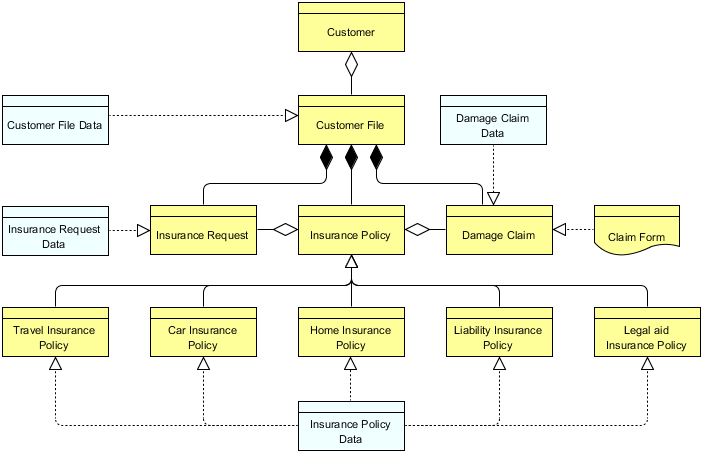 Customer
Customer File Data
Customer File
Damage Claim
Data
Insurance Request
Data
Insurance Request
Insurance Policy
Damage Claim
Claim Form
Travel Insurance
Policy
Car Insurance
Policy
Home Insurance
Policy
Liability Insurance
Policy
Legal aid
Insurance Policy
Insurance Policy
Data